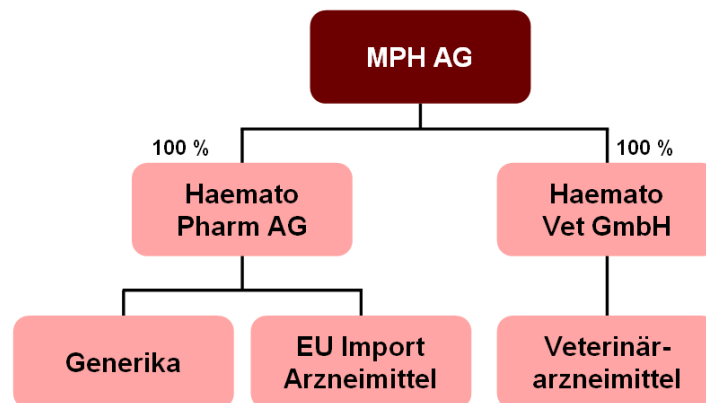 MPH AG
100 %
100 %
Haemato
Pharm AG
Haemato
Vet GmbH
Generika
EU Import
Arzneimittel
Veterinär-
arzneimittel